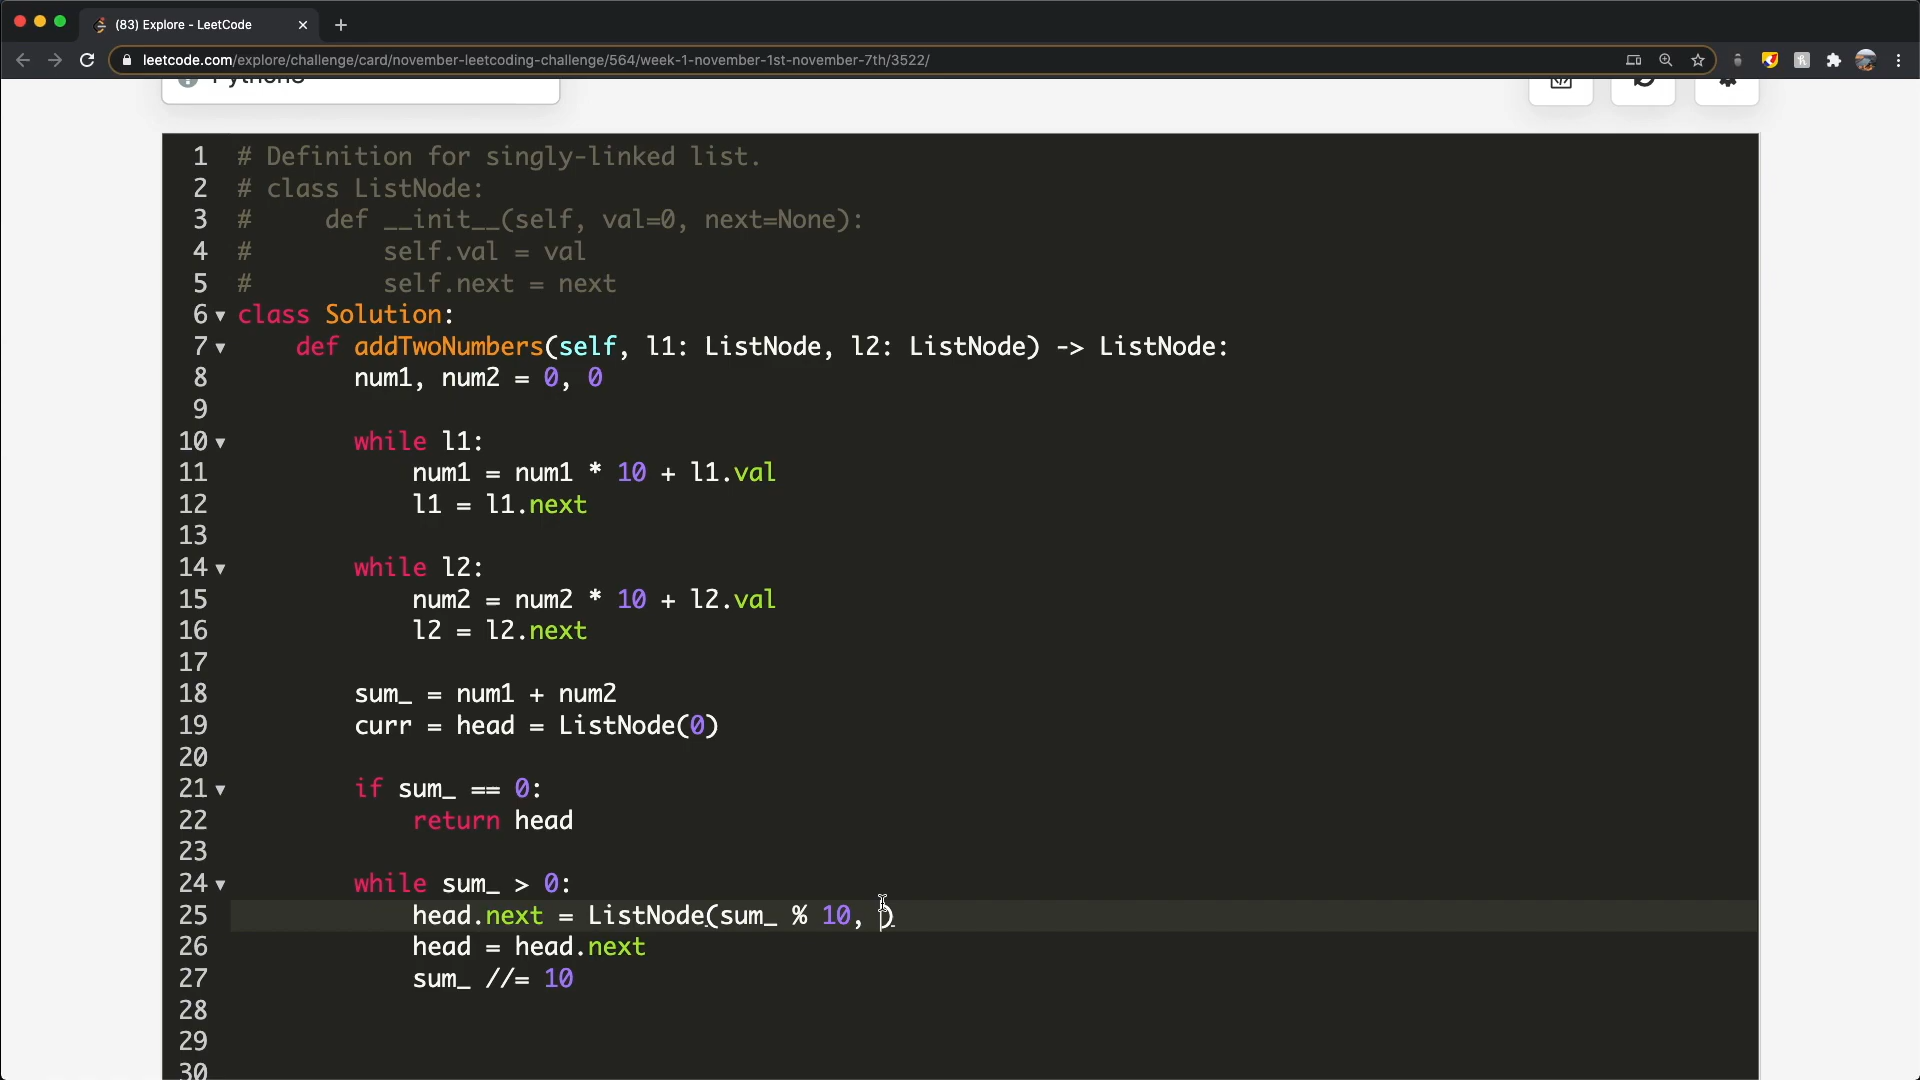 (83) Explore - LeetCode
leetcode.com/explore/challenge/card/november-leetcoding-challenge/564/week-1-november-1st-november-7th/3522/
Python3
1 # Definition for singly-linked list.
2 # class ListNode:
3 #     def __init__(self, val=0, next=None):
4 #         self.val = val
5 #         self.next = next
6 class Solution:
7     def addTwoNumbers(self, l1: ListNode, l2: ListNode) -> ListNode:
8         num1, num2 = 0, 0
9
10         while l1:
11             num1 = num1 * 10 + l1.val
12             l1 = l1.next
13
14         while l2:
15             num2 = num2 * 10 + l2.val
16             l2 = l2.next
17
18         sum_ = num1 + num2
19         curr = head = ListNode(0)
20
21         if sum_ == 0:
22             return head
23
24         while sum_ > 0:
25             head.next = ListNode(sum_ % 10, )
26             head = head.next
27             sum_ //= 10
28
29
30